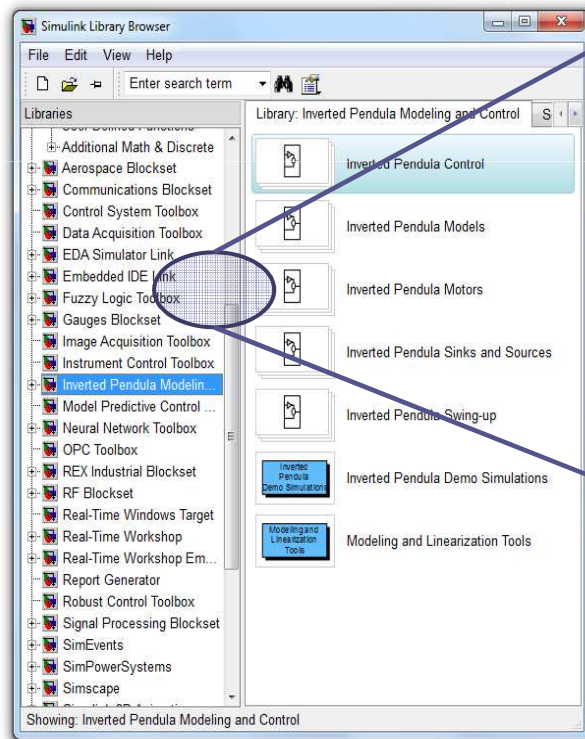 Simulink Library Browser
File Edit View Help
Enter search term
Libraries
Library: Inverted Pendula Modeling and Control S
Additional Math & Discrete
Aerospace Blockset
Communications Blockset
Control System Toolbox
Data Acquisition Toolbox
EDA Simulator Link
Embedded IDE Link
Fuzzy Logic Toolbox
Gauges Blockset
Image Acquisition Toolbox
Instrument Control Toolbox
Inverted Pendula Modelin...
Model Predictive Control ...
Neural Network Toolbox
OPC Toolbox
REX Industrial Blockset
RF Blockset
Real-Time Windows Target
Real-Time Workshop
Real-Time Workshop Em...
Report Generator
Robust Control Toolbox
Signal Processing Blockset
SimEvents
SimPowerSystems
Simscape
Inverted Pendula Control
Inverted Pendula Models
Inverted Pendula Motors
Inverted Pendula Sinks and Sources
Inverted Pendula Swing-up
Inverted
Pendula
Demo Simulations
Inverted Pendula Demo Simulations
Modeling and
Linearization
Tools
Modeling and Linearization Tools
Showing: Inverted Pendula Modeling and Control